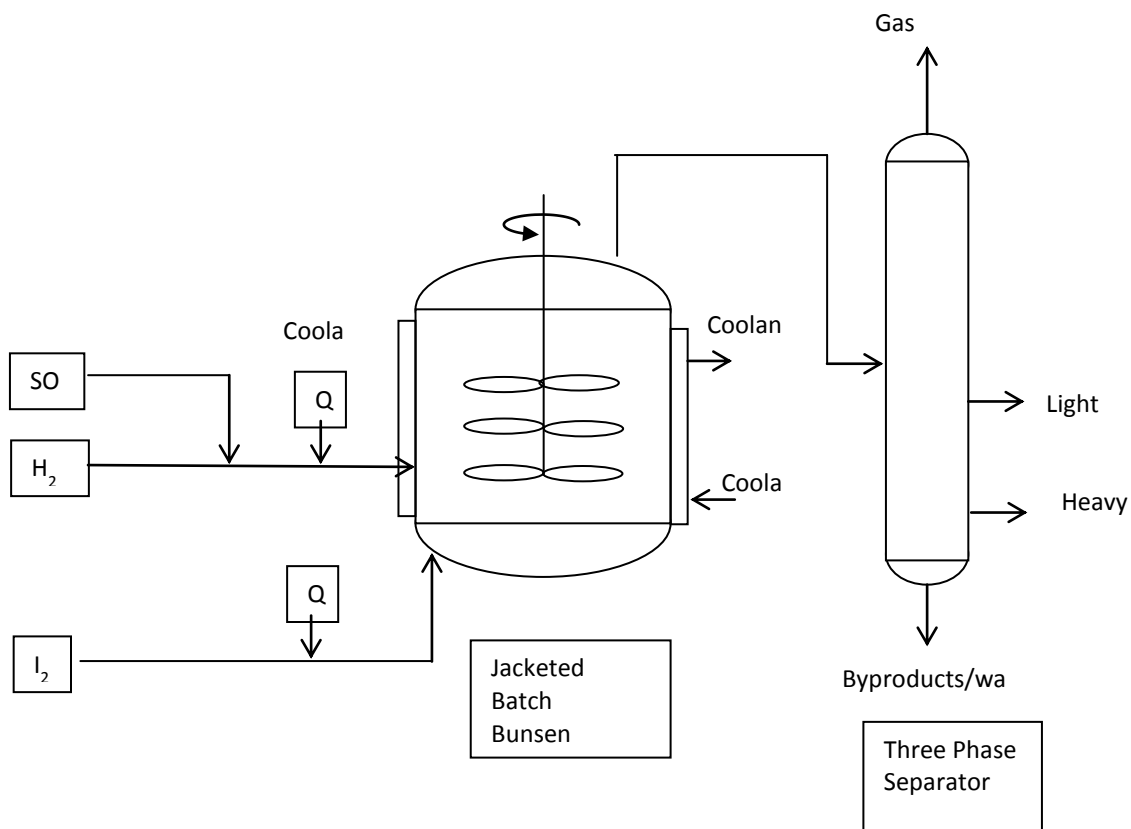 Gas
Coola
Coolan
SO
Q
H₂
Light
Coola
Heavy
Q
I₂
Jacketed
Batch
Bunsen
Byproducts/wa
Three Phase
Separator